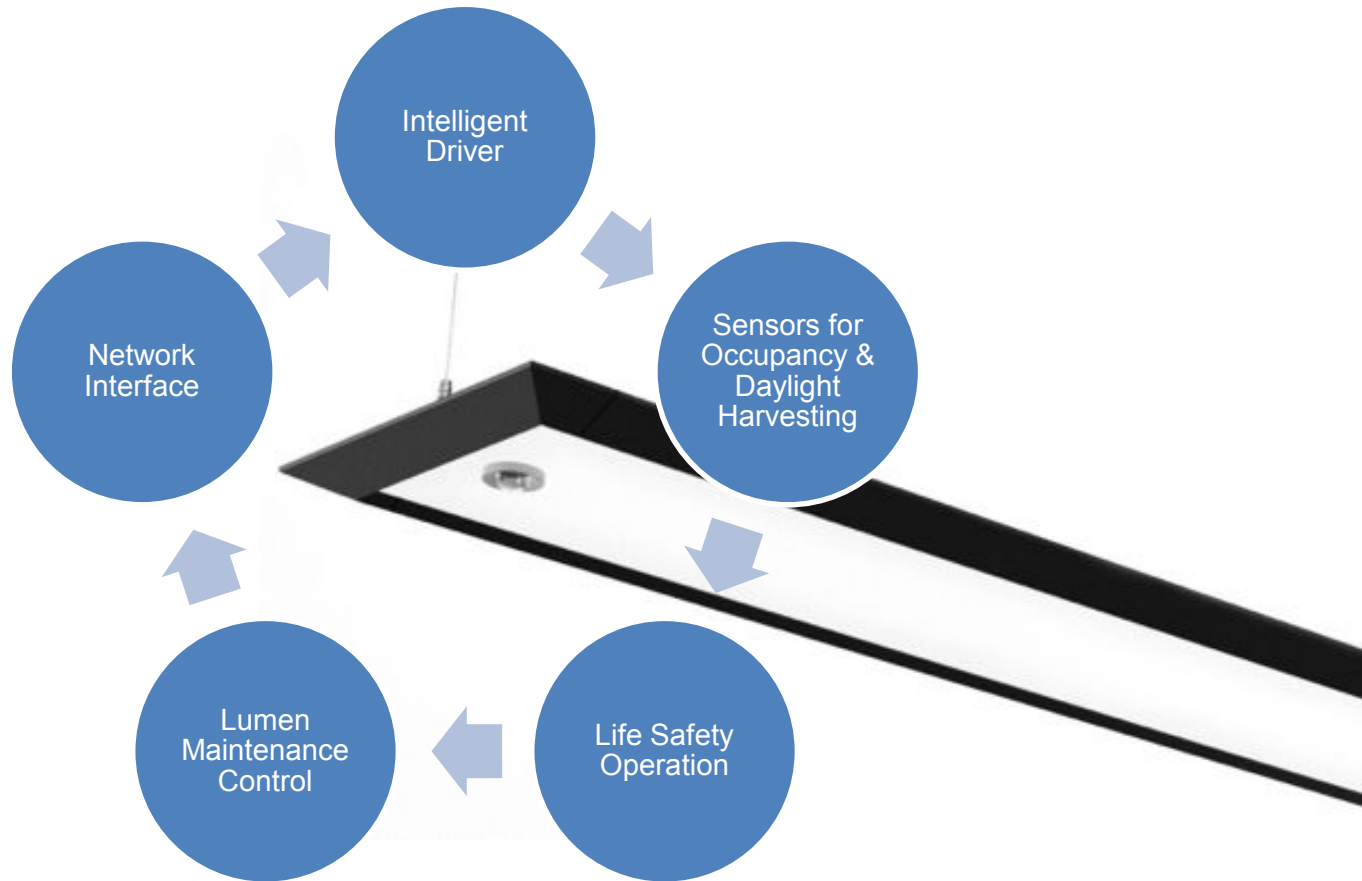 Intelligent
Driver
Sensors for
Occupancy &
Daylight
Harvesting
Life Safety
Operation
Lumen
Maintenance
Control
Network
Interface